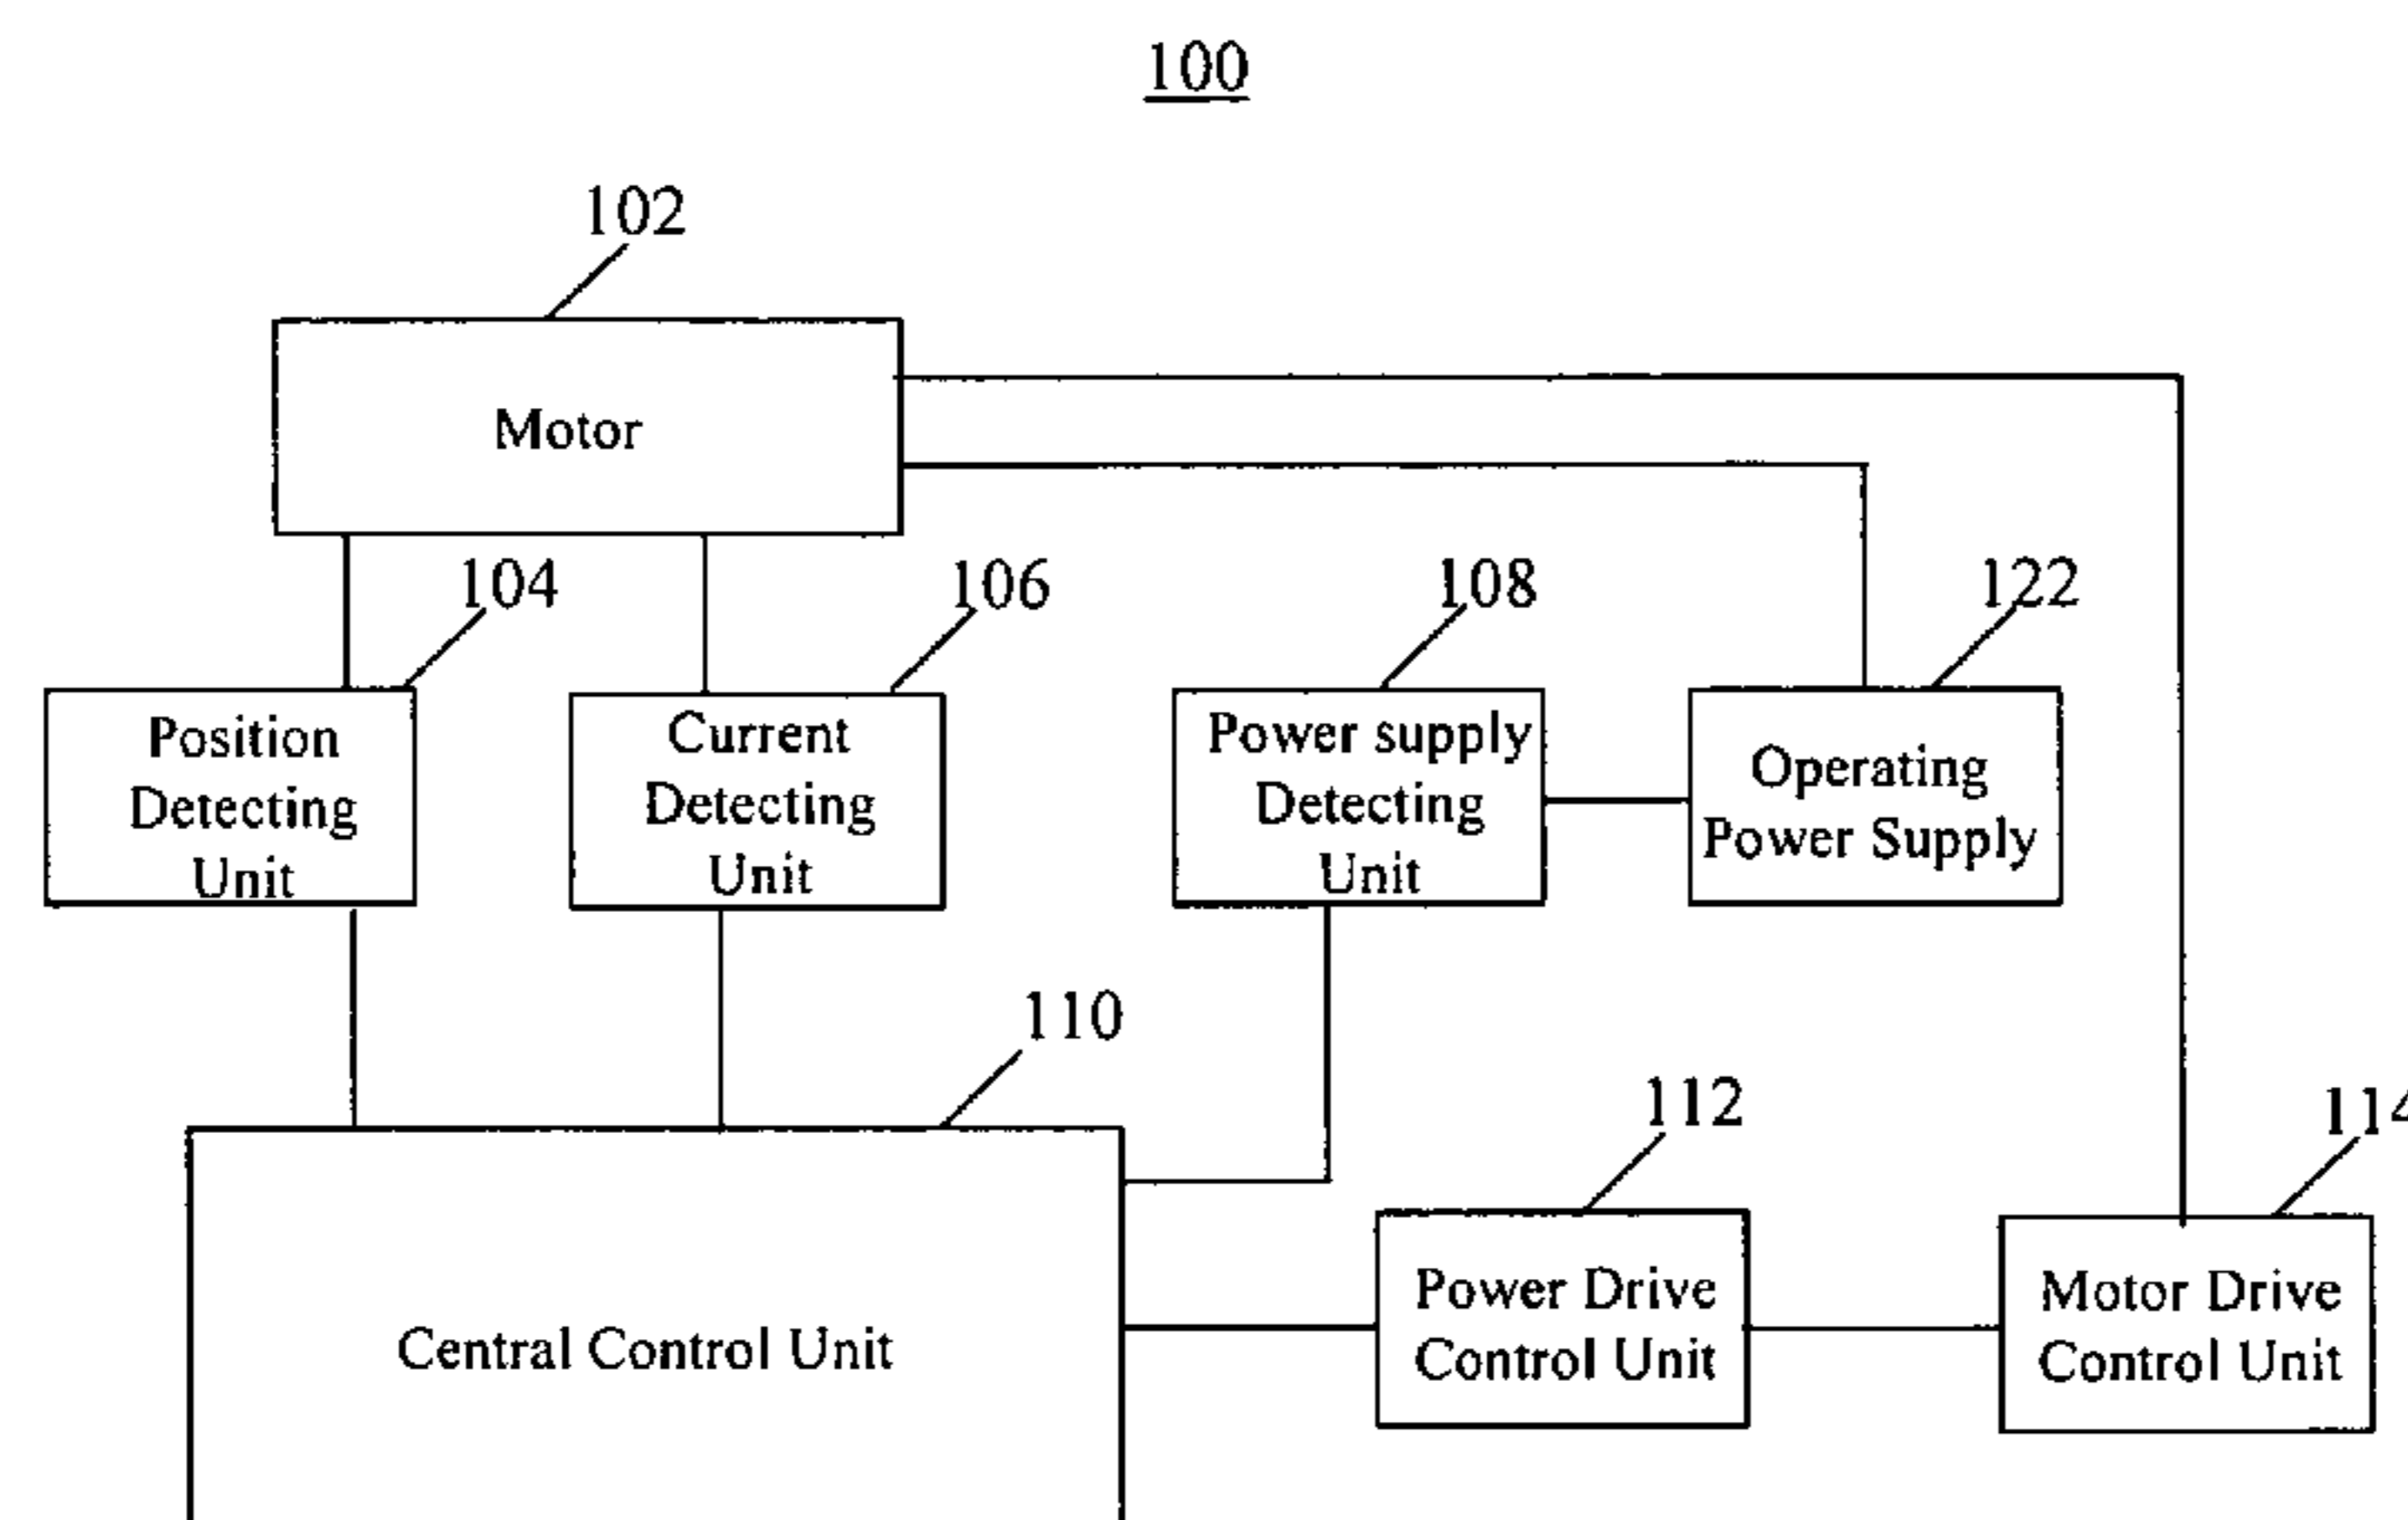 100
102
Motor
104
106
108
122
Position
Detecting
Unit
Current
Detecting
Unit
Power supply
Detecting
Unit
Operating
Power Supply
110
112
114
Central Control Unit
Power Drive
Control Unit
Motor Drive
Control Unit